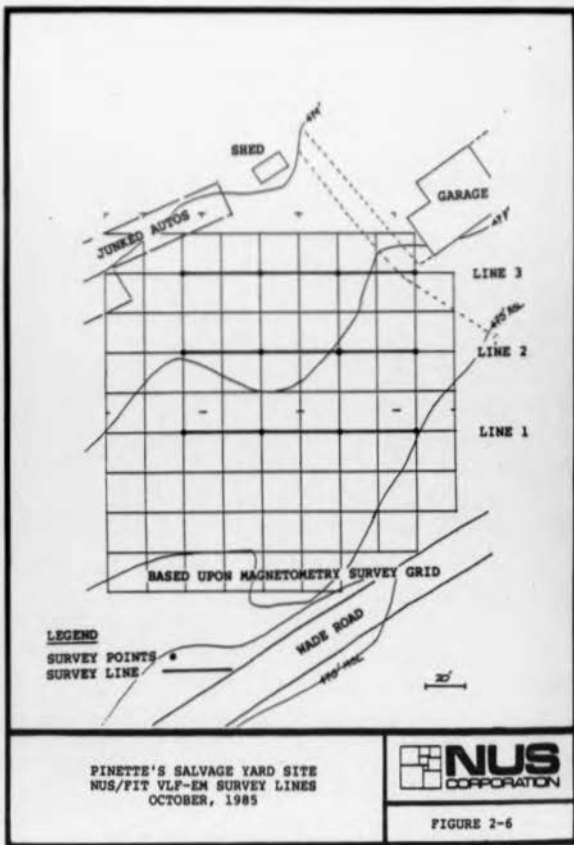 SHED
GARAGE
JUNKED AUTOS
LINE 3
LINE 2
LINE 1
BASED UPON MAGNETOMETRY SURVEY GRID
WADE ROAD
LEGEND
SURVEY POINTS
SURVEY LINE
20'
PINETTE'S SALVAGE YARD SITE
NUS/FIT VLF-EM SURVEY LINES
OCTOBER, 1985
NUS
CORPORATION
FIGURE 2-6